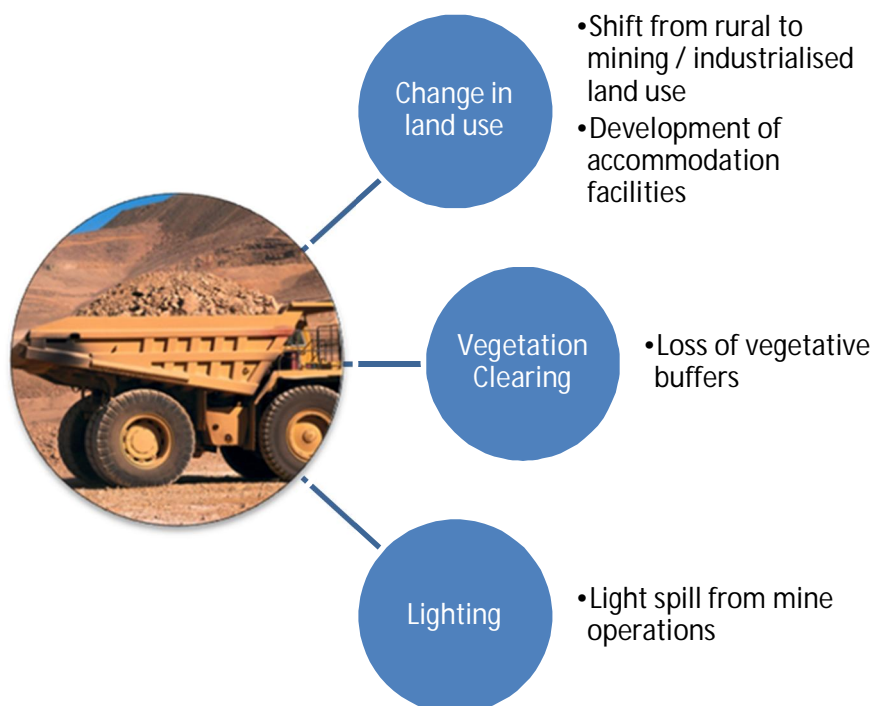 Change in
land use
•Shift from rural to
mining / industrialised
land use
•Development of
accommodation
facilities
Vegetation
Clearing
•Loss of vegetative
buffers
Lighting
•Light spill from mine
operations